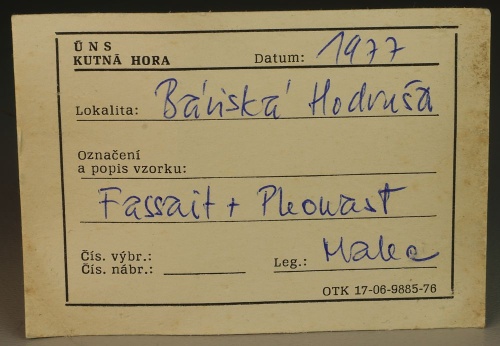 ÚNS
KUTNÁ HORA Datum: 1977
Lokalita: Bánská Hodruša
Označení
a popis vzorku:
Fassait + Pleonast
Čís. výbr.:
Čís. nábr.: Leg.: Malec
OTK 17-06-9885-76